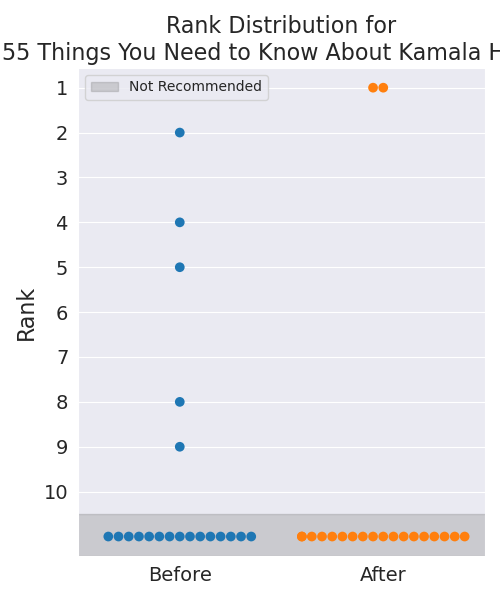 Rank Distribution for
55 Things You Need to Know About Kamala H
Not Recommended
1
2
3
4
5
6
7
8
9
10
Rank
Before
After